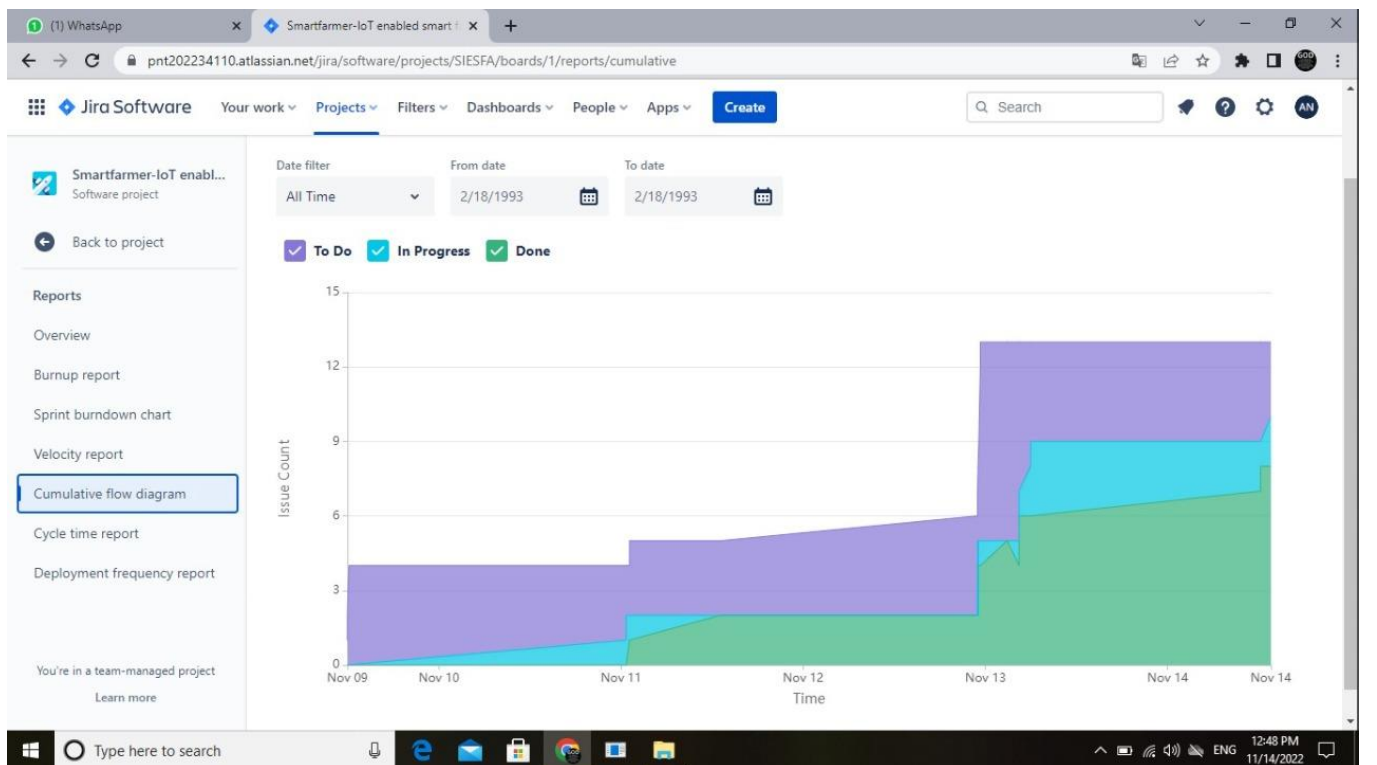 (1) WhatsApp
Smartfarmer-IoT enabled smart f
pnt202234110.atlassian.net/jira/software/projects/SIESFA/boards/1/reports/cumulative
Jira Software Your work Projects Filters Dashboards People Apps Create Search AN
Smartfarmer-IoT enabl...
Software project
Back to project
Reports
Overview
Burnup report
Sprint burndown chart
Velocity report
Cumulative flow diagram
Cycle time report
Deployment frequency report
You're in a team-managed project
Learn more
Date filter From date To date
All Time 2/18/1993 2/18/1993
To Do In Progress Done
15
12
9
6
3
0
Issue Count
Nov 09 Nov 10 Nov 11 Nov 12 Nov 13 Nov 14 Nov 14
Time
Type here to search
ENG
12:48 PM
11/14/2022